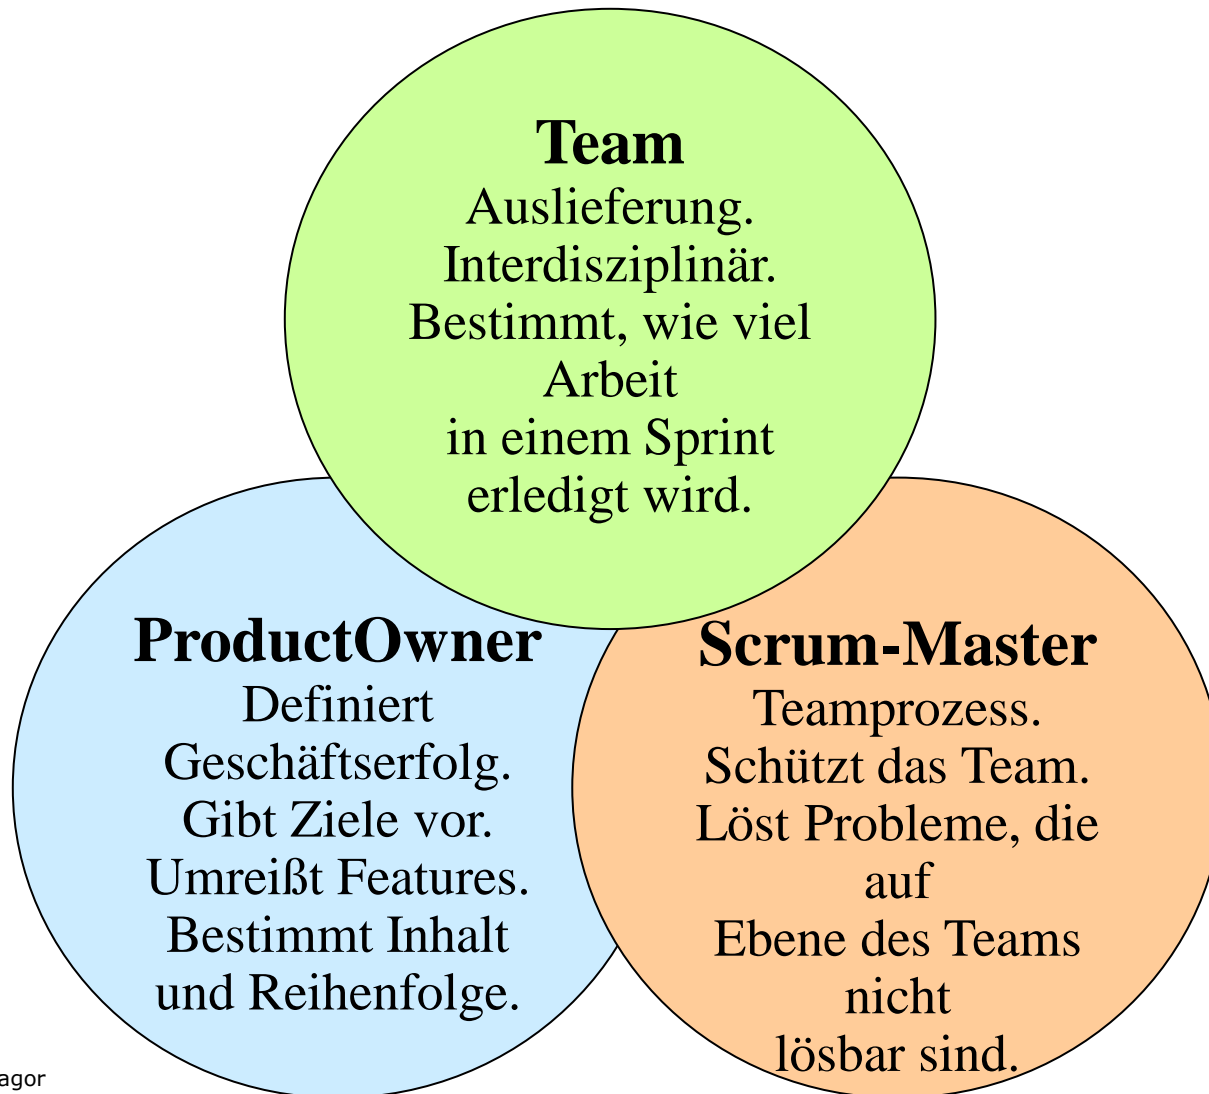 Team
Auslieferung.
Interdisziplinär.
Bestimmt, wie viel
Arbeit
in einem Sprint
erledigt wird.
ProductOwner
Definiert
Geschäftserfolg.
Gibt Ziele vor.
Umreißt Features.
Bestimmt Inhalt
und Reihenfolge.
Scrum-Master
Teamprozess.
Schützt das Team.
Löst Probleme, die
auf
Ebene des Teams
nicht
lösbar sind.
agor